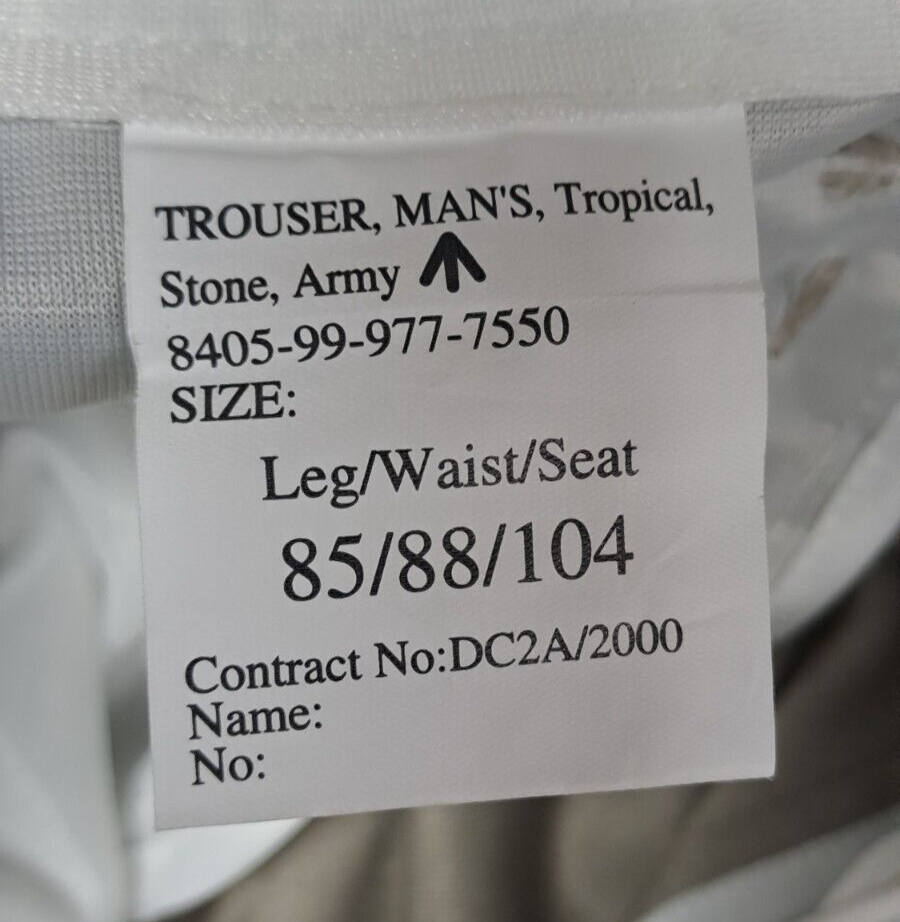 TROUSER, MAN'S, Tropical,
Stone, Army
8405-99-977-7550
SIZE:
Leg/Waist/Seat
85/88/104
Contract No:DC2A/2000
Name:
No: